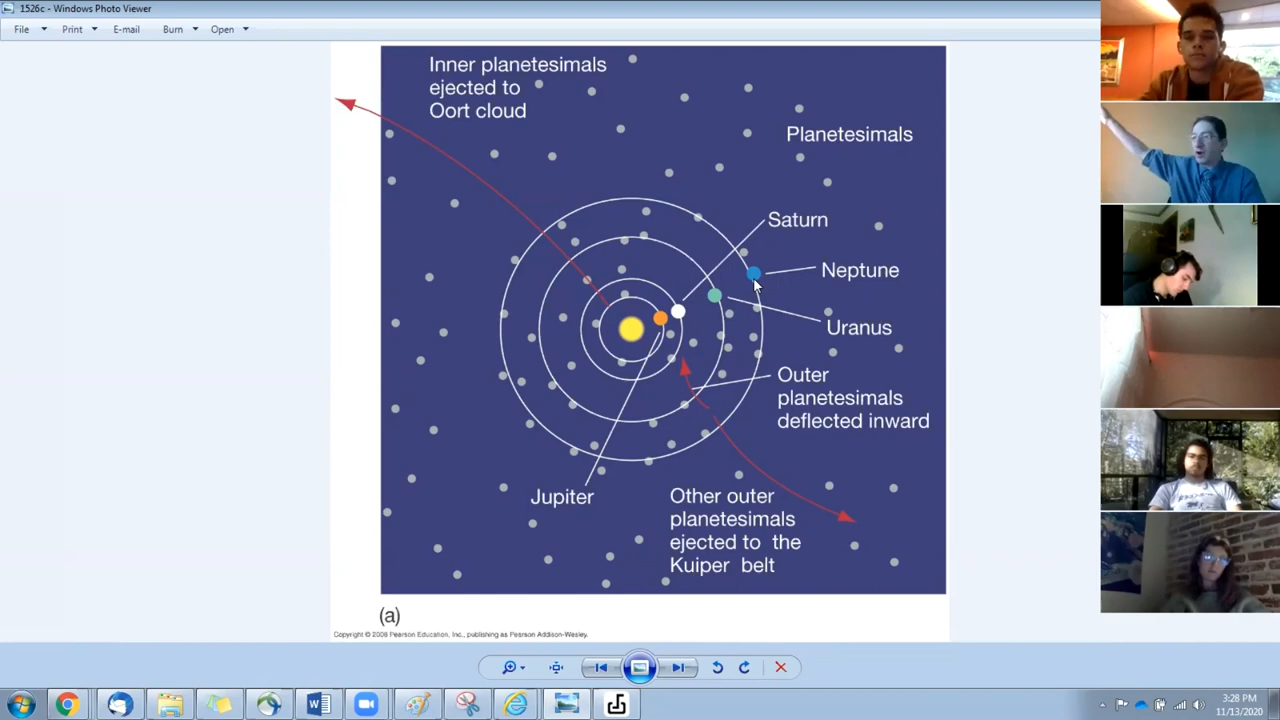 1526c - Windows Photo Viewer
File Print E-mail Burn Open
Inner planetesimals
ejected to
Oort cloud
Planetesimals
Saturn
Neptune
Uranus
Outer
planetesimals
deflected inward
Jupiter
Other outer
planetesimals
ejected to the
Kuiper belt
(a)
Copyright © 2008 Pearson Education, Inc., publishing as Pearson Addison-Wesley.
3:28 PM
11/13/2020